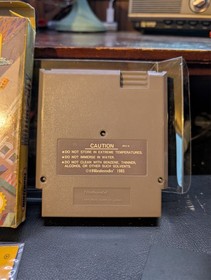 CAUTION
DO NOT STORE IN EXTREME TEMPERATURES.
DO NOT IMMERSE IN WATER.
DO NOT CLEAN WITH BENZENE, THINNER,
ALCOHOL OR OTHER SUCH SOLVENTS.
©Nintendo 1985